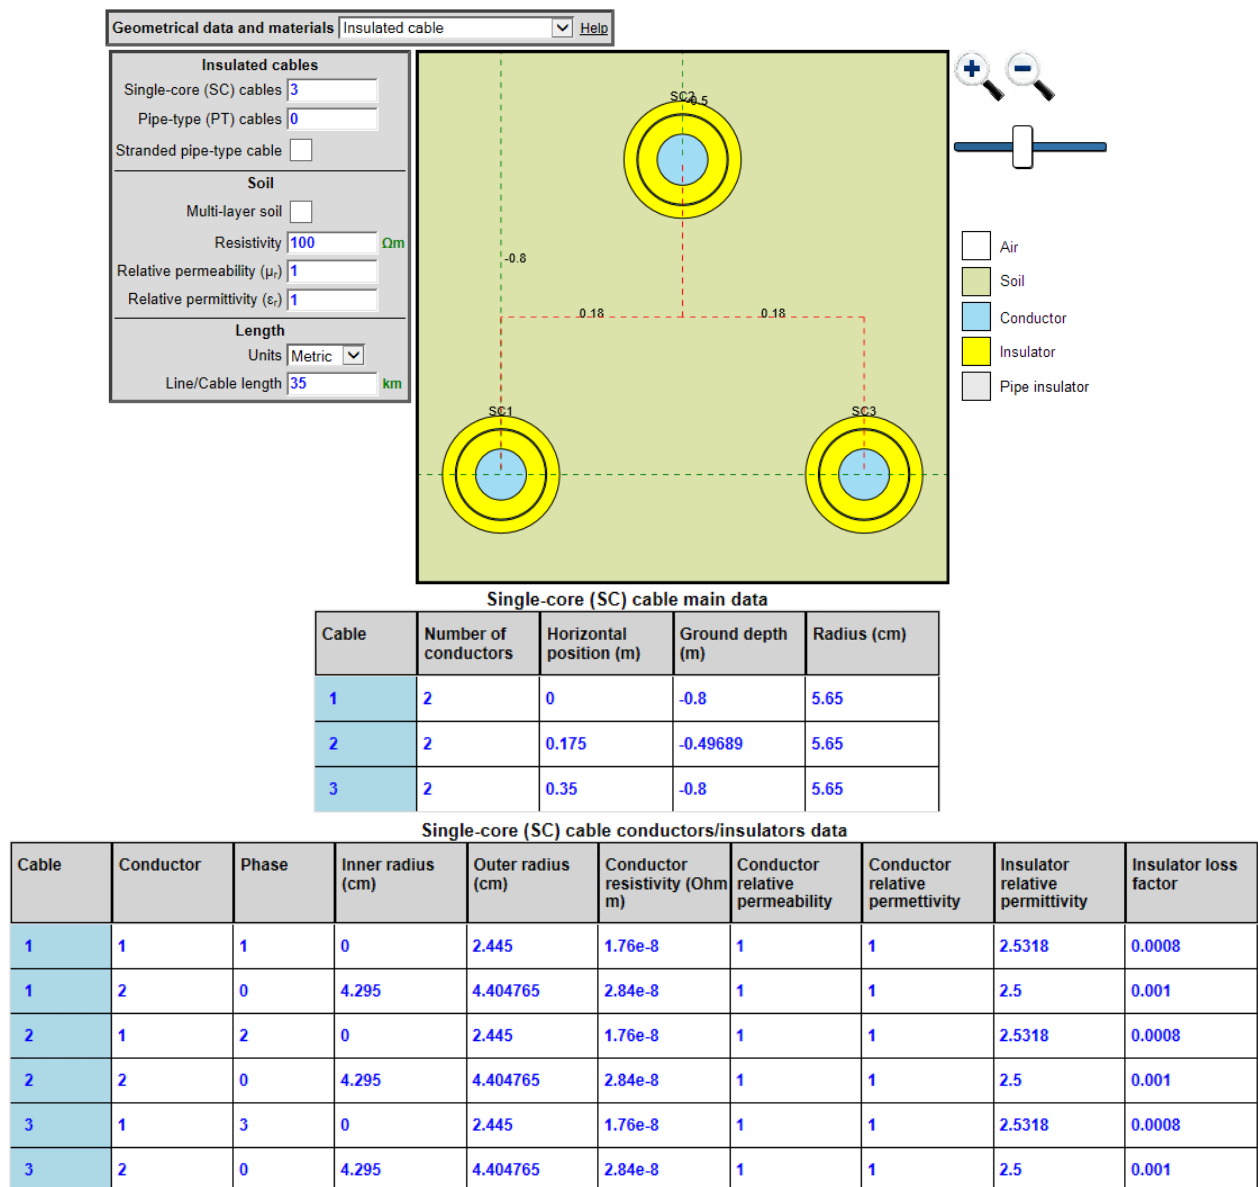 Geometrical data and materials Insulated cable Help
Insulated cables
Single-core (SC) cables 3
Pipe-type (PT) cables 0
Stranded pipe-type cable
Soil
Multi-layer soil
Resistivity 100 Ωm
Relative permeability (μr) 1
Relative permittivity (εr) 1
Length
Units Metric
Line/Cable length 35 km
SC2
-0.5
-0.8
0.18
0.18
SC1
SC3
Air
Soil
Conductor
Insulator
Pipe insulator
Single-core (SC) cable main data
Cable Number of conductors Horizontal position (m) Ground depth (m) Radius (cm)
1 2 0 -0.8 5.65
2 2 0.175 -0.49689 5.65
3 2 0.35 -0.8 5.65
Single-core (SC) cable conductors/insulators data
Cable Conductor Phase Inner radius (cm) Outer radius (cm) Conductor resistivity (Ohm m) Conductor relative permeability Conductor relative permettivity Insulator relative permittivity Insulator loss factor
1 1 1 0 2.445 1.76e-8 1 1 2.5318 0.0008
1 2 0 4.295 4.404765 2.84e-8 1 1 2.5 0.001
2 1 2 0 2.445 1.76e-8 1 1 2.5318 0.0008
2 2 0 4.295 4.404765 2.84e-8 1 1 2.5 0.001
3 1 3 0 2.445 1.76e-8 1 1 2.5318 0.0008
3 2 0 4.295 4.404765 2.84e-8 1 1 2.5 0.001